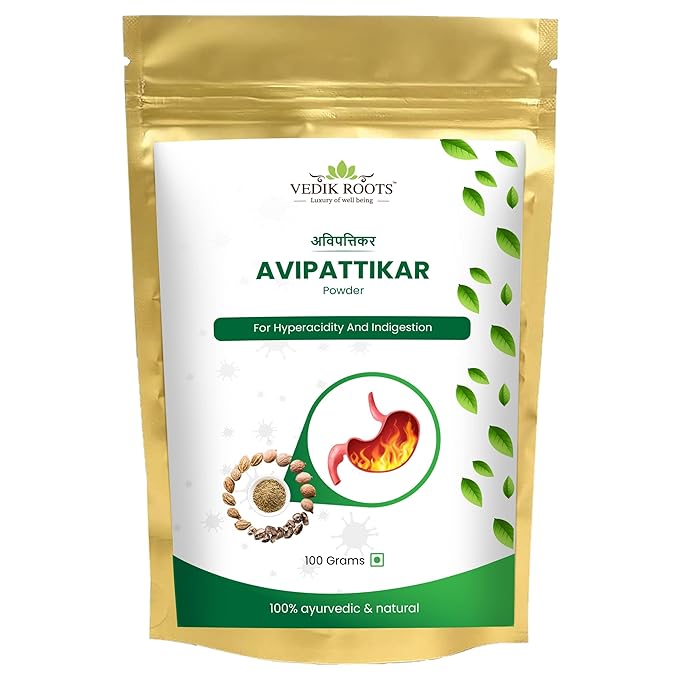 VEDIK ROOTS™
Luxury of well being
अविपत्तिकर
AVIPATTIKAR
Powder
For Hyperacidity And Indigestion
100 Grams
100% ayurvedic & natural